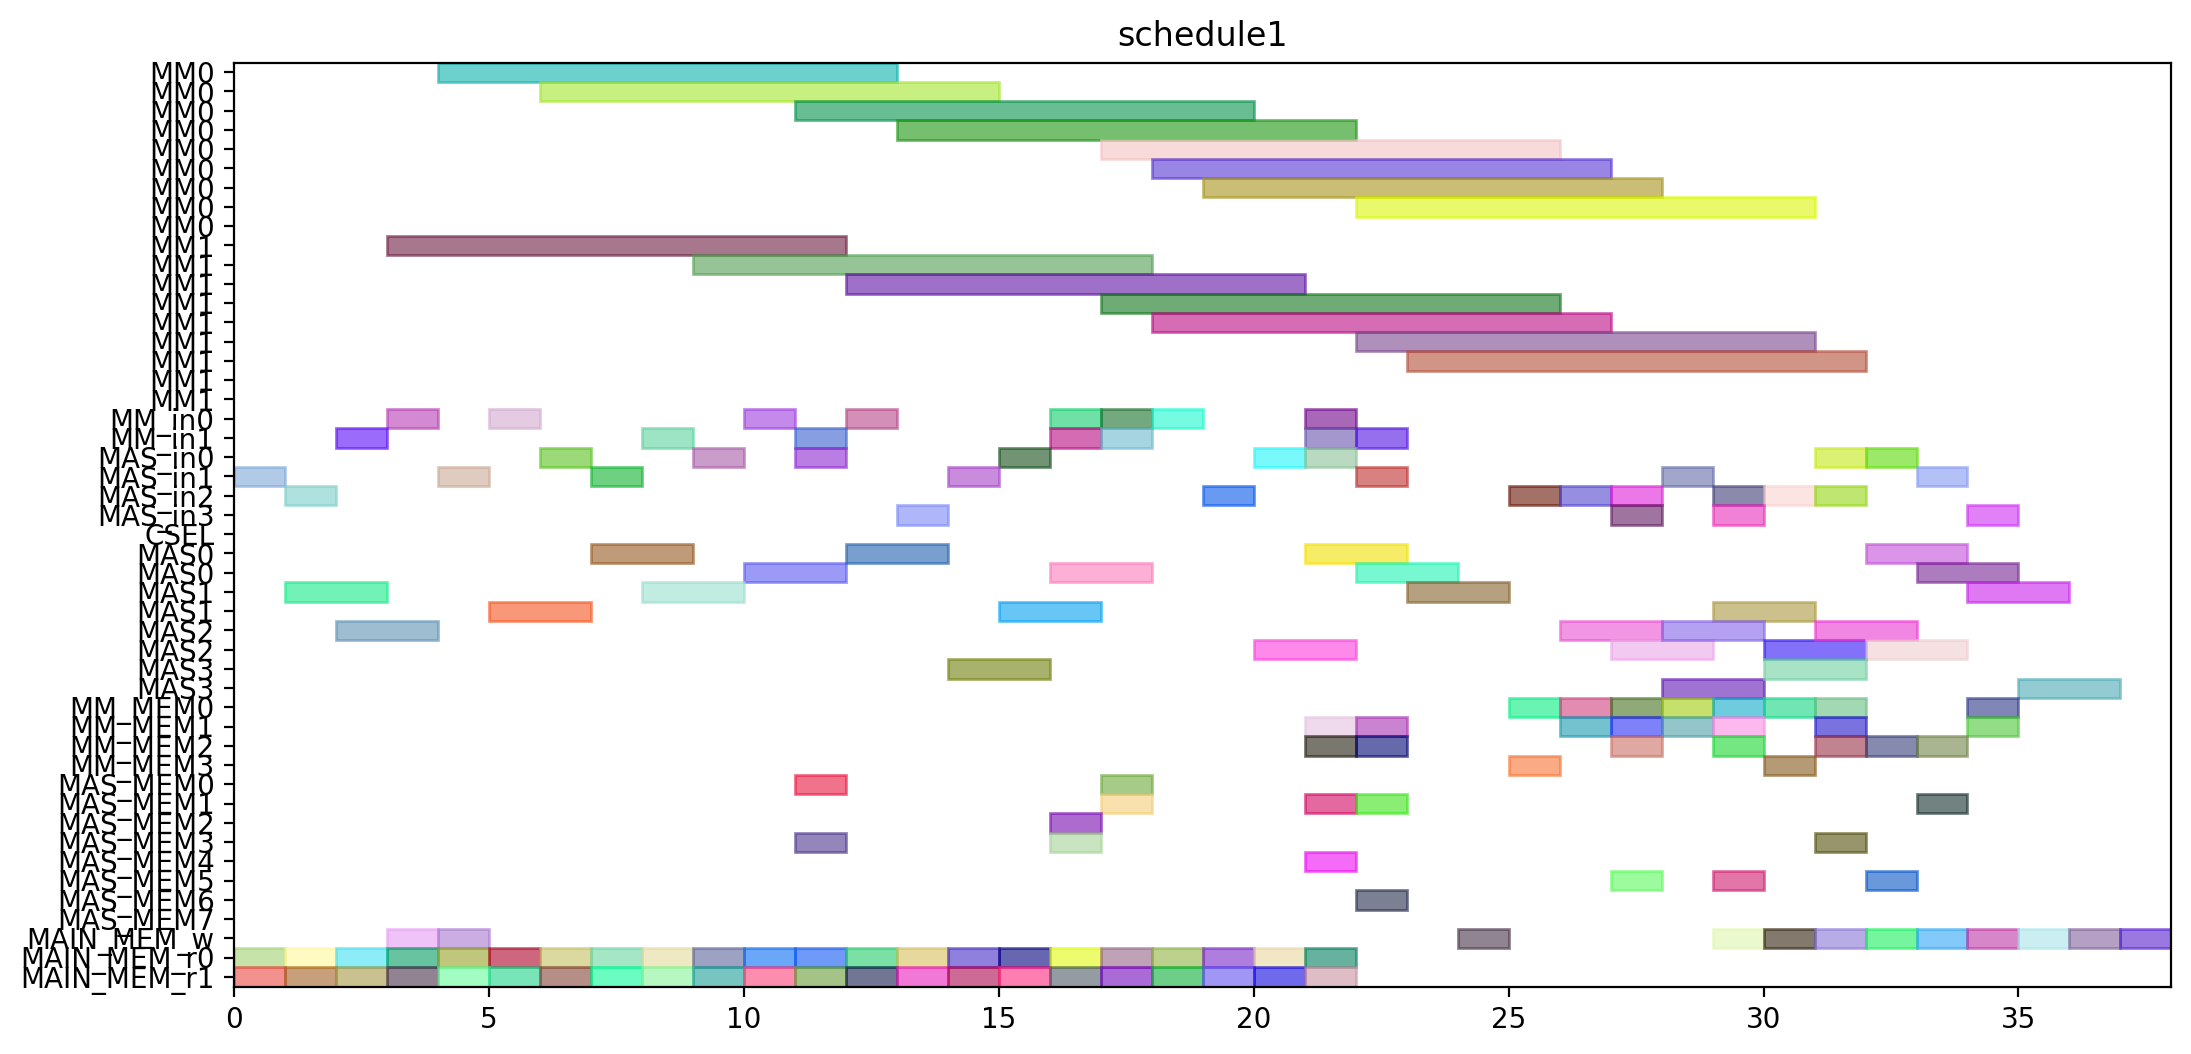 schedule1
MM0
MM0
MM0
MM0
MM0
MM0
MM0
MM0
MM0
MM1
MM1
MM1
MM1
MM1
MM1
MM1
MM1
MM1
MM_in0
MM_in1
MAS_in0
MAS_in1
MAS_in2
MAS_in3
CSEL
MAS0
MAS0
MAS1
MAS1
MAS2
MAS2
MAS3
MAS3
MM_MEM0
MM_MEM1
MM_MEM2
MM_MEM3
MAS_MEM0
MAS_MEM1
MAS_MEM2
MAS_MEM3
MAS_MEM4
MAS_MEM5
MAS_MEM6
MAS_MEM7
MAIN_MEM_w
MAIN_MEM_r0
MAIN_MEM_r1
0 5 10 15 20 25 30 35